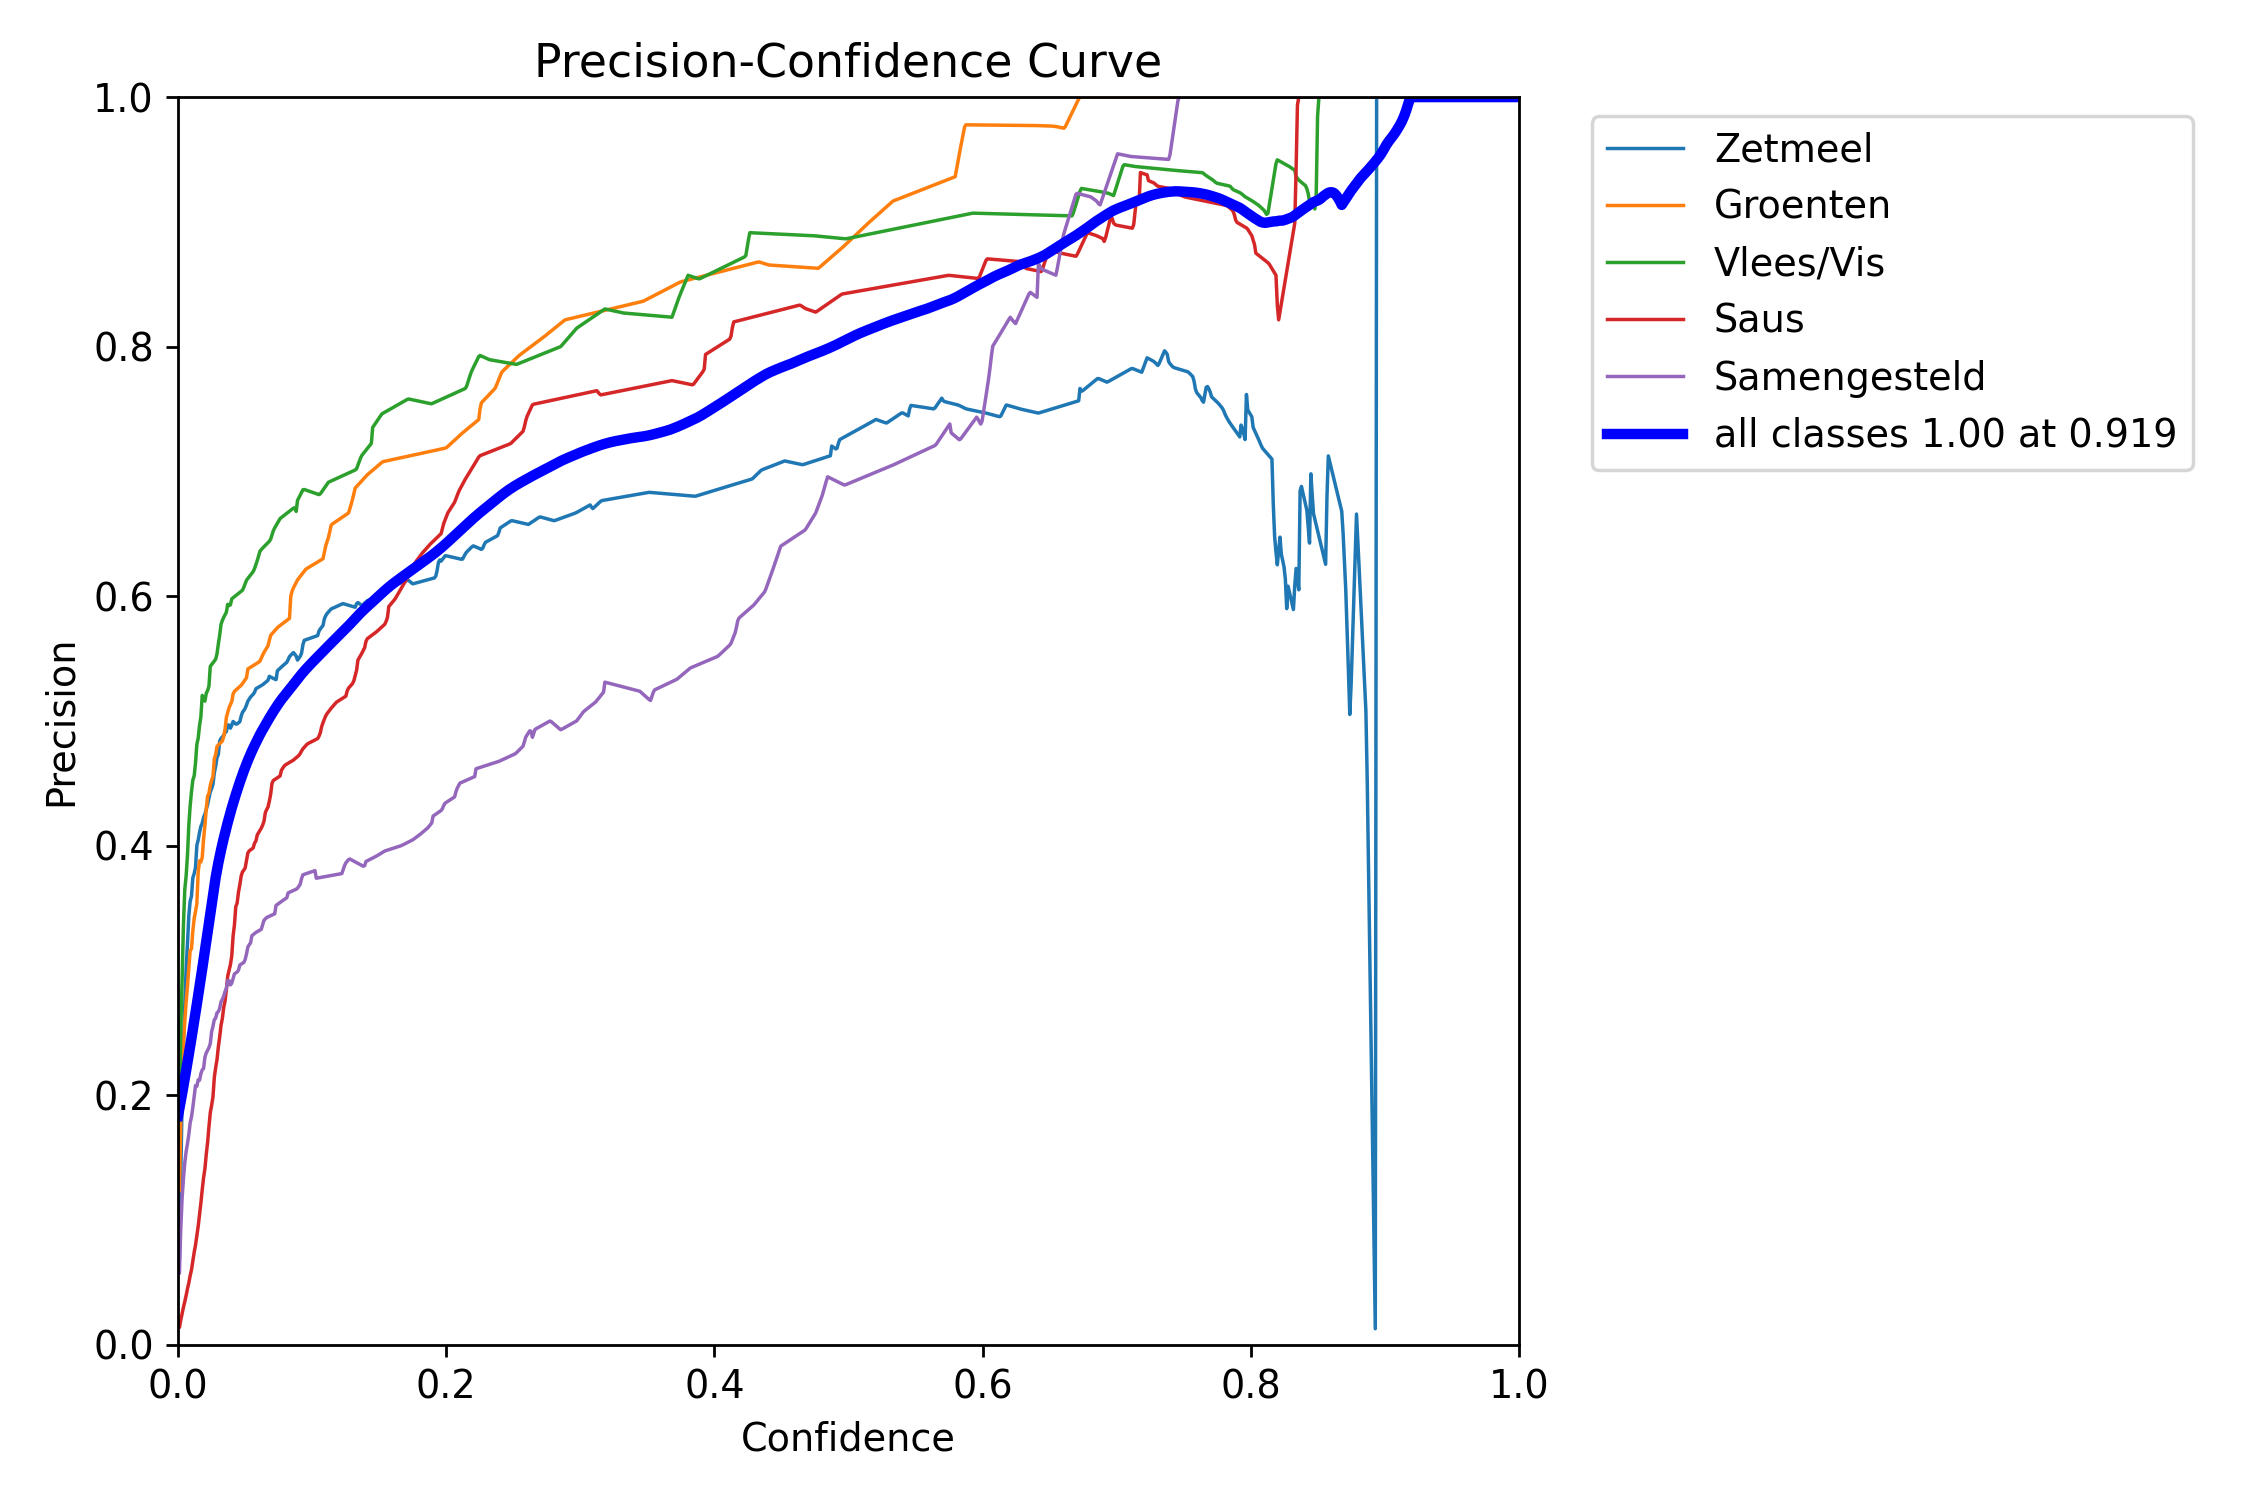 Precision-Confidence Curve
1.0
0.8
0.6
0.4
0.2
0.0
Precision
0.0 0.2 0.4 0.6 0.8 1.0
Confidence
Zetmeel
Groenten
Vlees/Vis
Saus
Samengesteld
all classes 1.00 at 0.919